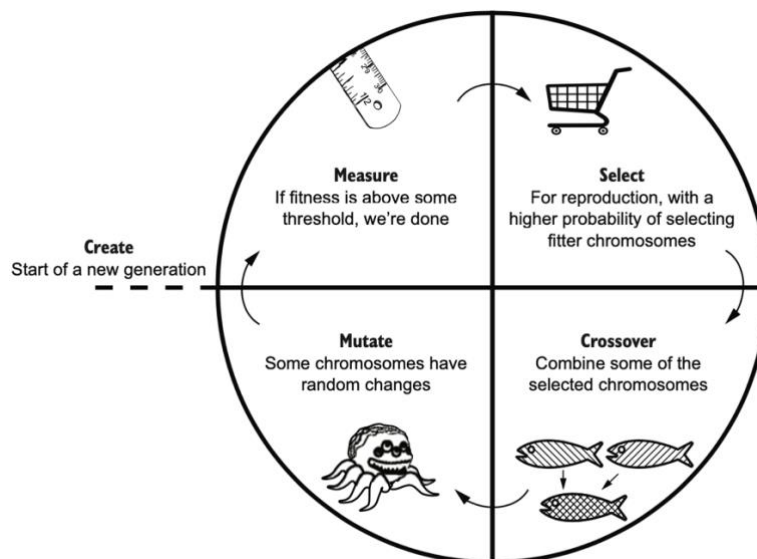 Measure
If fitness is above some
threshold, we're done
Select
For reproduction, with a
higher probability of selecting
fitter chromosomes
Create
Start of a new generation
Mutate
Some chromosomes have
random changes
Crossover
Combine some of the
selected chromosomes